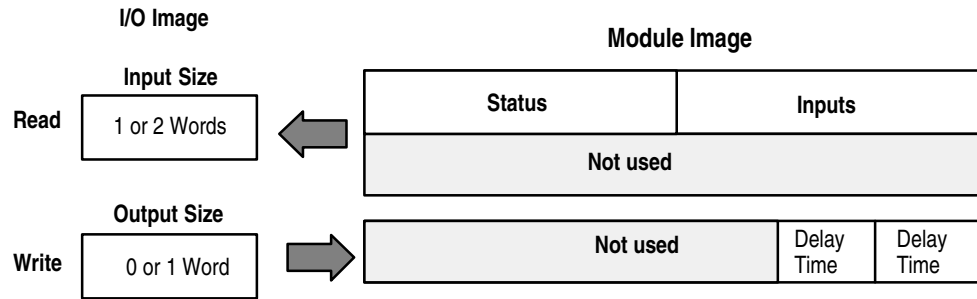 I/O Image
Module Image
Input Size
Read
1 or 2 Words
Status
Inputs
Not used
Output Size
Write
0 or 1 Word
Not used
Delay
Time
Delay
Time